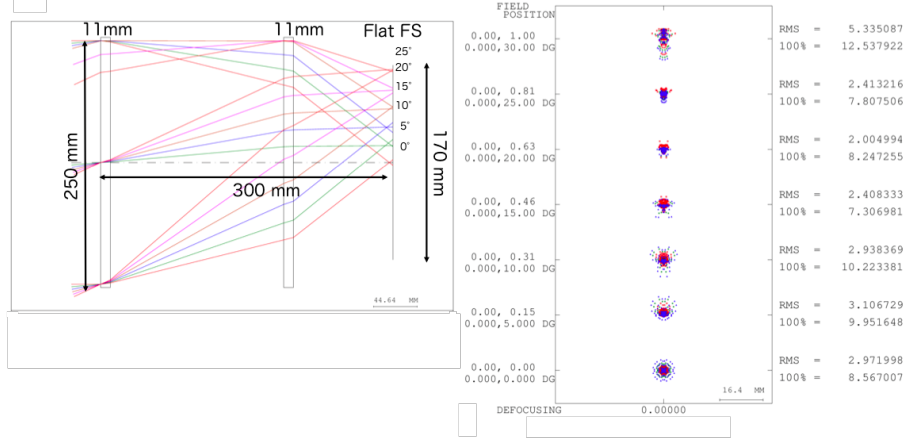 11mm
11mm
Flat FS
25°
20°
15°
10°
5°
0°
250 mm
300 mm
170 mm
44.64 MM
FIELD
POSITION
0.00, 1.00
0.000,30.00 DG
0.00, 0.81
0.000,25.00 DG
0.00, 0.63
0.000,20.00 DG
0.00, 0.46
0.000,15.00 DG
0.00, 0.31
0.000,10.00 DG
0.00, 0.15
0.000,5.000 DG
0.00, 0.00
0.000,0.000 DG
DEFOCUSING 0.00000
16.4 MM
RMS = 5.335087
100% = 12.537922
RMS = 2.413216
100% = 7.807506
RMS = 2.004994
100% = 8.247255
RMS = 2.408333
100% = 7.306981
RMS = 2.938369
100% = 10.223381
RMS = 3.106729
100% = 9.951648
RMS = 2.971998
100% = 8.567007